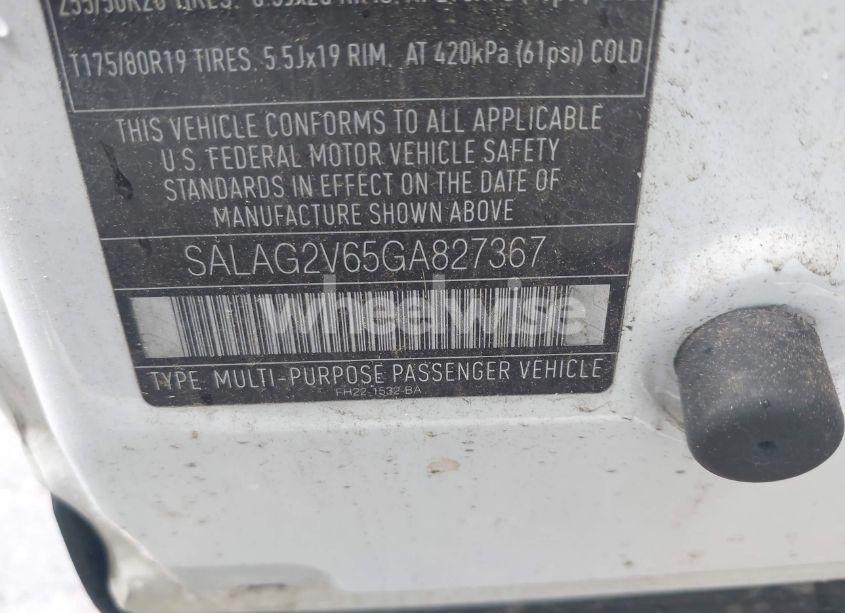 T175/80R19 TIRES. 5.5Jx19 RIM. AT 420kPa (61psi) COLD
THIS VEHICLE CONFORMS TO ALL APPLICABLE
U.S. FEDERAL MOTOR VEHICLE SAFETY
STANDARDS IN EFFECT ON THE DATE OF
MANUFACTURE SHOWN ABOVE
SALAG2V65GA827367
wheelwise
TYPE. MULTI-PURPOSE PASSENGER VEHICLE
FH22-1532-BA